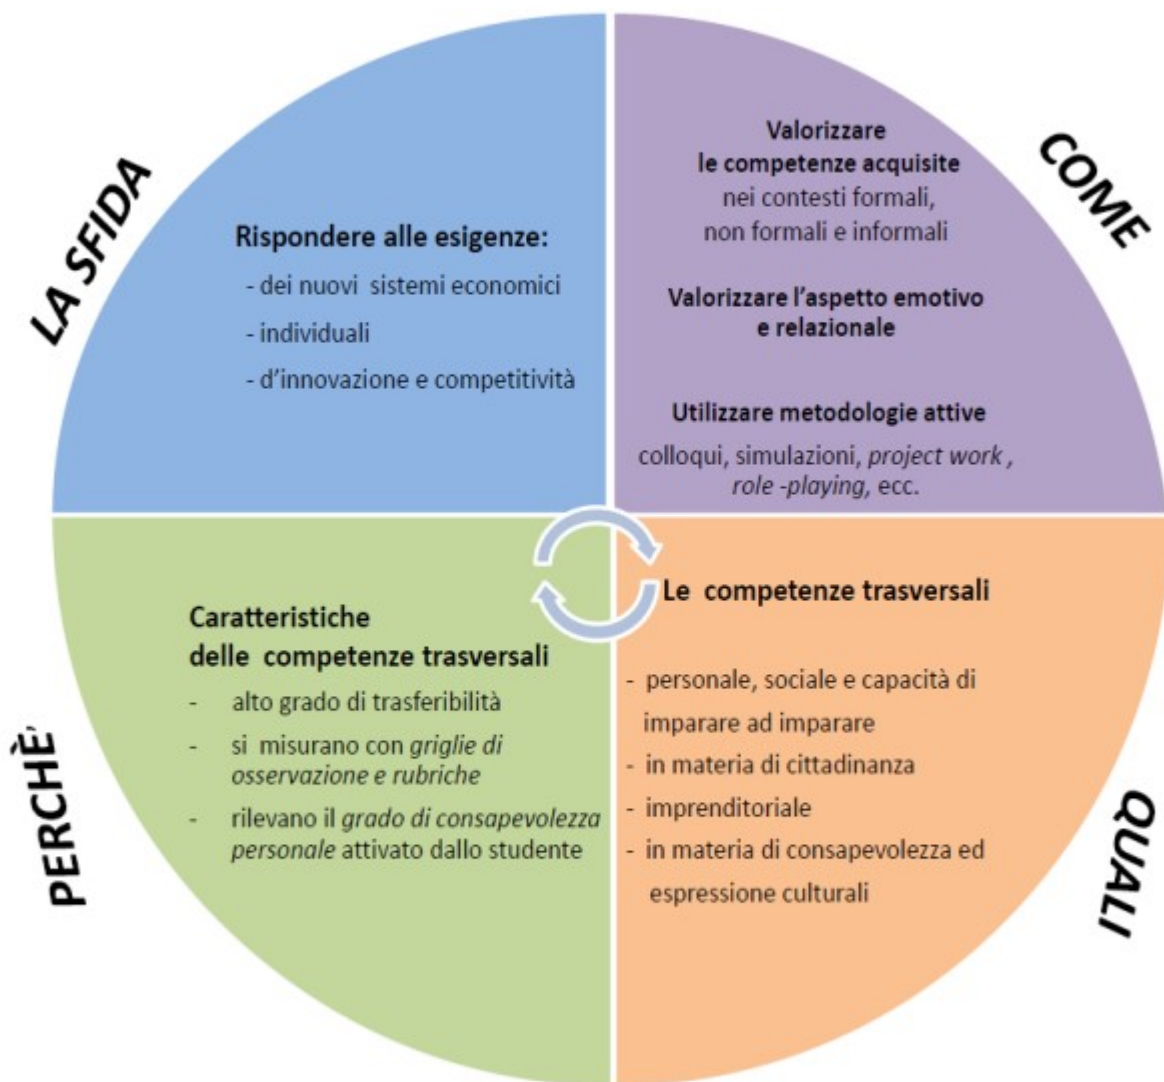 LA SFIDA
Rispondere alle esigenze:
- dei nuovi sistemi economici
- individuali
- d'innovazione e competitività
COME
Valorizzare
le competenze acquisite
nei contesti formali,
non formali e informali
Valorizzare l'aspetto emotivo
e relazionale
Utilizzare metodologie attive
colloqui, simulazioni, project work ,
role -playing, ecc.
PERCHÈ'
Caratteristiche
delle competenze trasversali
- alto grado di trasferibilità
- si misurano con griglie di
osservazione e rubriche
- rilevano il grado di consapevolezza
personale attivato dallo studente
QUALI
Le competenze trasversali
- personale, sociale e capacità di
imparare ad imparare
- in materia di cittadinanza
- imprenditoriale
- in materia di consapevolezza ed
espressione culturali